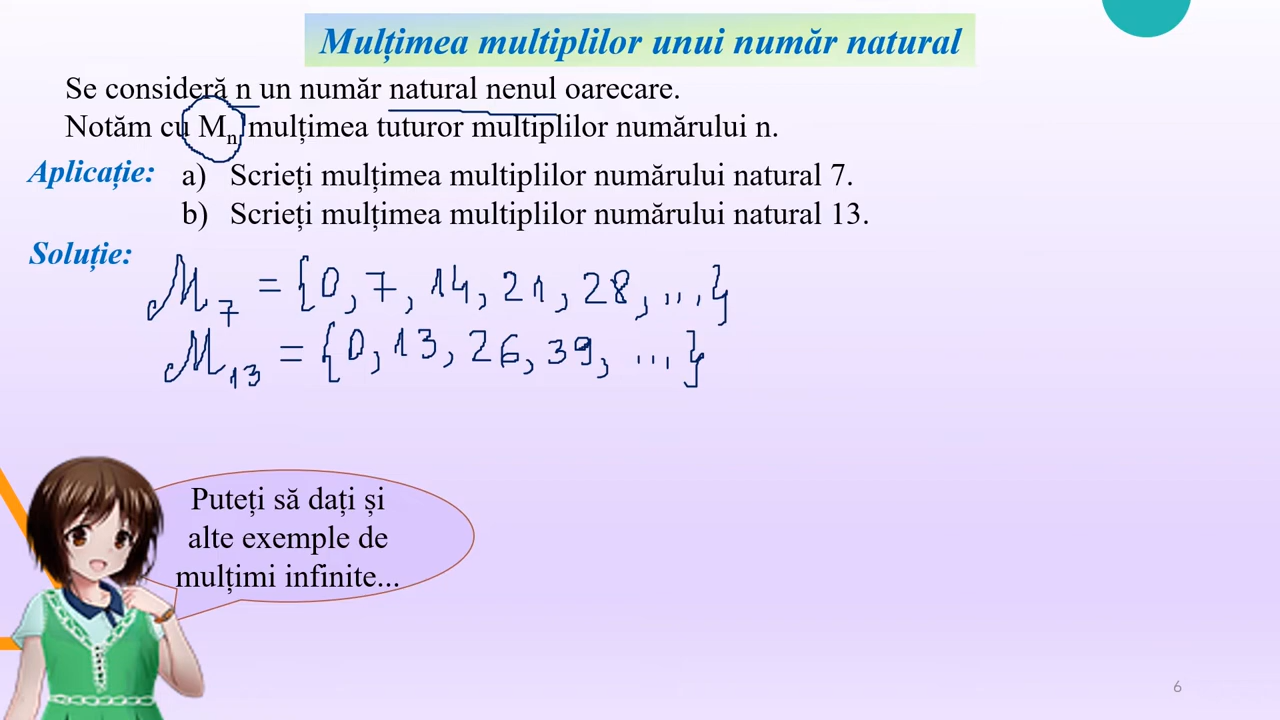 Mulțimea multiplilor unui număr natural
Se consideră n un număr natural nenul oarecare.
Notăm cu Mn mulțimea tuturor multiplilor numărului n.
Aplicație: a) Scrieți mulțimea multiplilor numărului natural 7.
b) Scrieți mulțimea multiplilor numărului natural 13.
Soluție:
M7 = {0, 7, 14, 21, 28, ...}
M13 = {0, 13, 26, 39, ...}
Puteți să dați și
alte exemple de
mulțimi infinite...
6